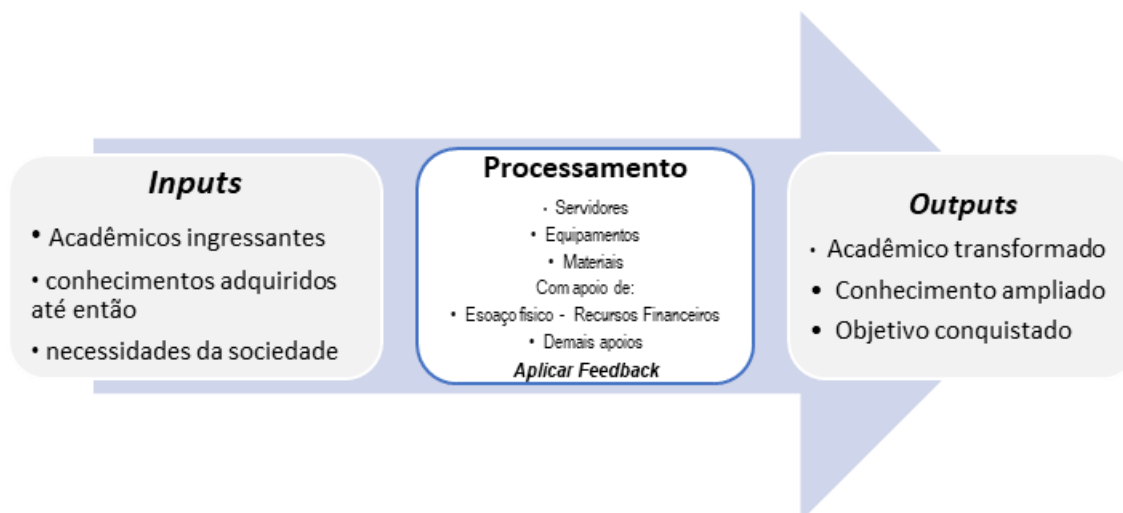 Inputs
• Acadêmicos ingressantes
• conhecimentos adquiridos
até então
• necessidades da sociedade
Processamento
• Servidores
• Equipamentos
• Materiais
Com apoio de:
• Esoaço fisico - Recursos Financeiros
• Demais apoios
Aplicar Feedback
Outputs
• Acadêmico transformado
• Conhecimento ampliado
• Objetivo conquistado